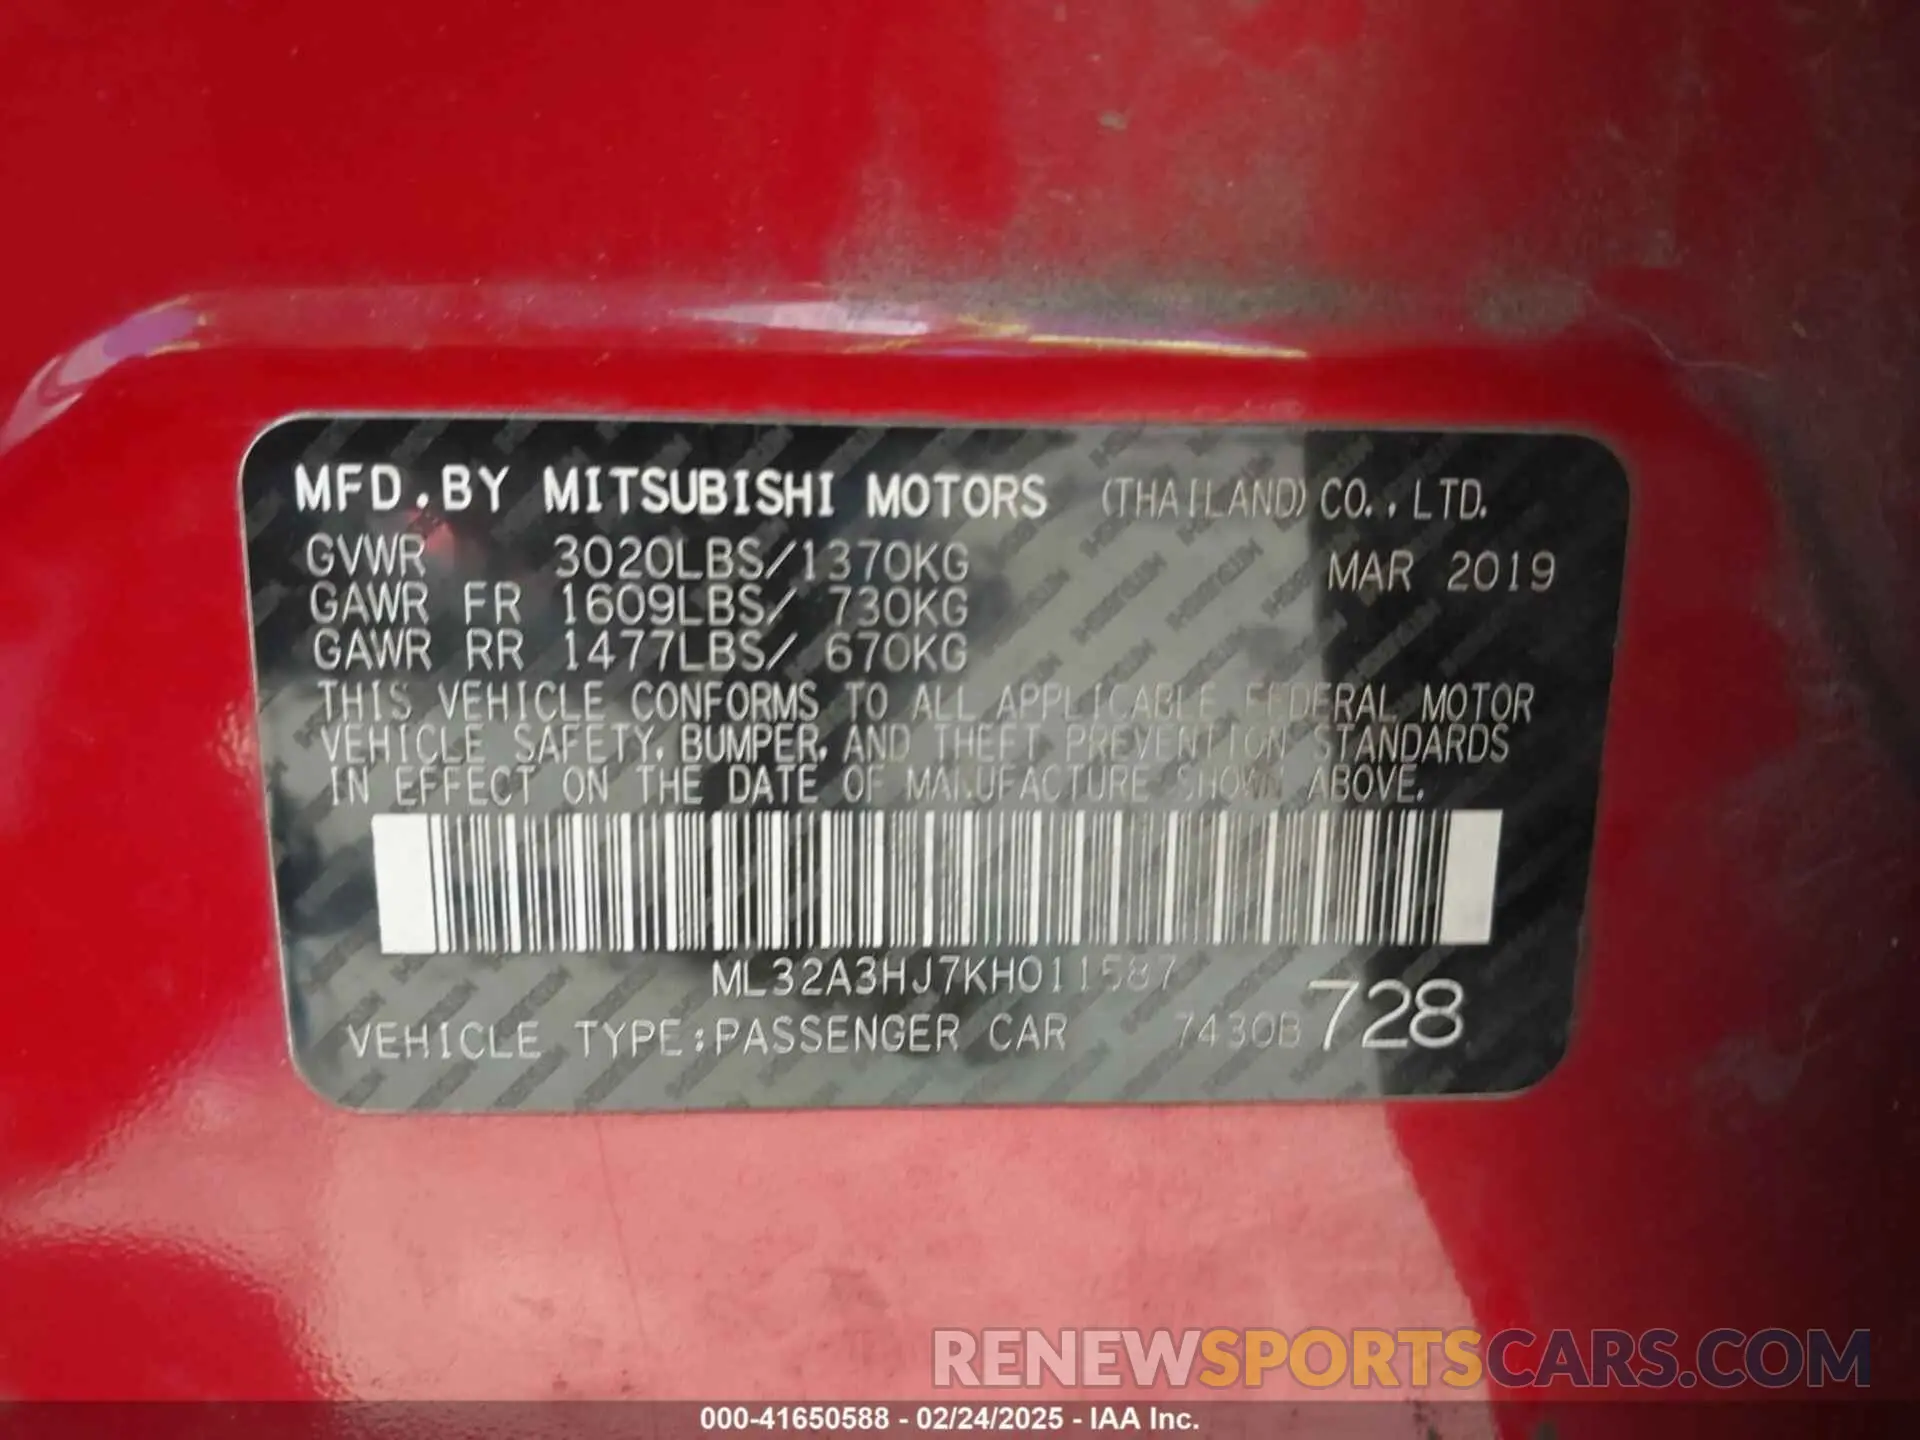 MFD.BY MITSUBISHI MOTORS (THAILAND) CO., LTD.
GVWR 3020LBS/1370KG MAR 2019
GAWR FR 1609LBS/ 730KG
GAWR RR 1477LBS/ 670KG
THIS VEHICLE CONFORMS TO ALL APPLICABLE FEDERAL MOTOR
VEHICLE SAFETY, BUMPER, AND THEFT PREVENTION STANDARDS
IN EFFECT ON THE DATE OF MANUFACTURE SHOWN ABOVE.
ML32A3HJ7KH011587
VEHICLE TYPE:PASSENGER CAR 7430B728
RENEWSPORTSCARS.COM
000-41650588 - 02/24/2025 - IAA Inc.